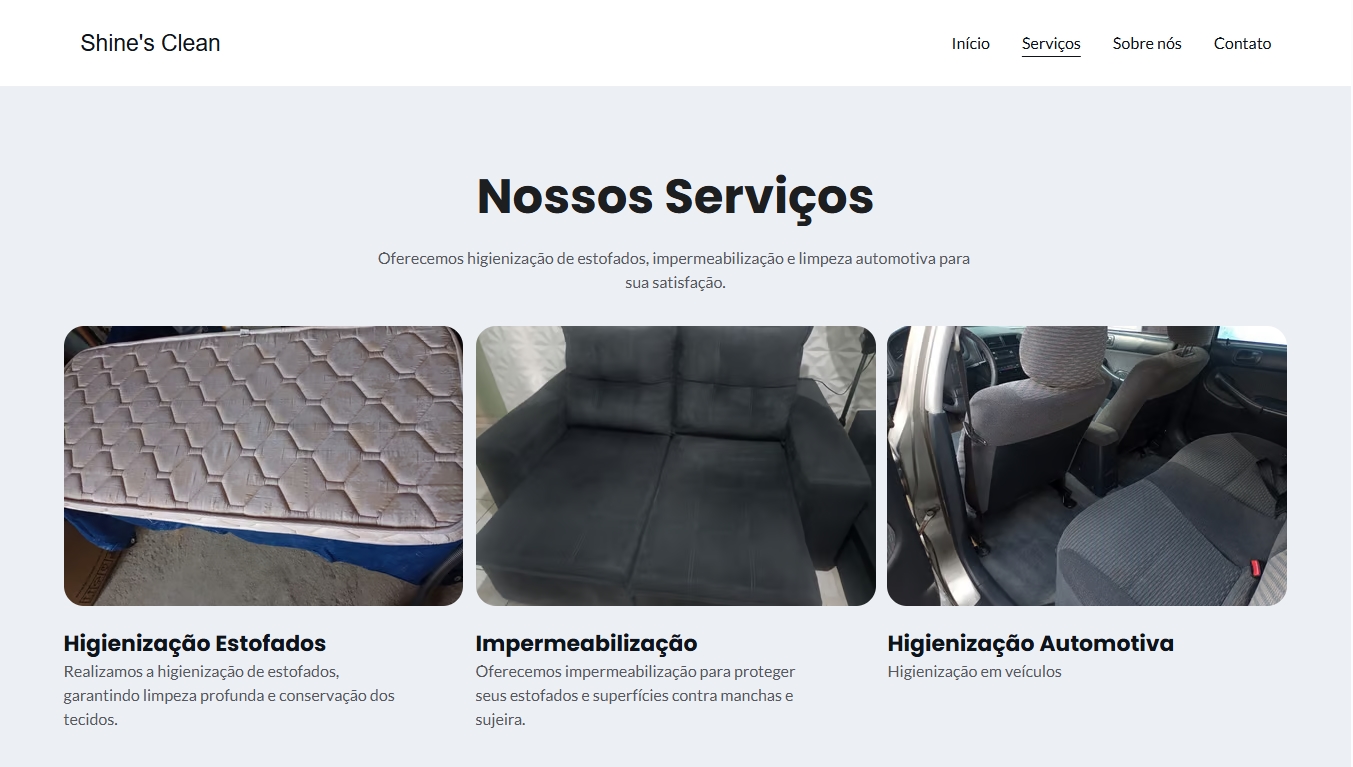 Shine's Clean
Início Serviços Sobre nós Contato
Nossos Serviços
Oferecemos higienização de estofados, impermeabilização e limpeza automotiva para
sua satisfação.
Higienização Estofados
Realizamos a higienização de estofados,
garantindo limpeza profunda e conservação dos
tecidos.
Impermeabilização
Oferecemos impermeabilização para proteger
seus estofados e superfícies contra manchas e
sujeira.
Higienização Automotiva
Higienização em veículos